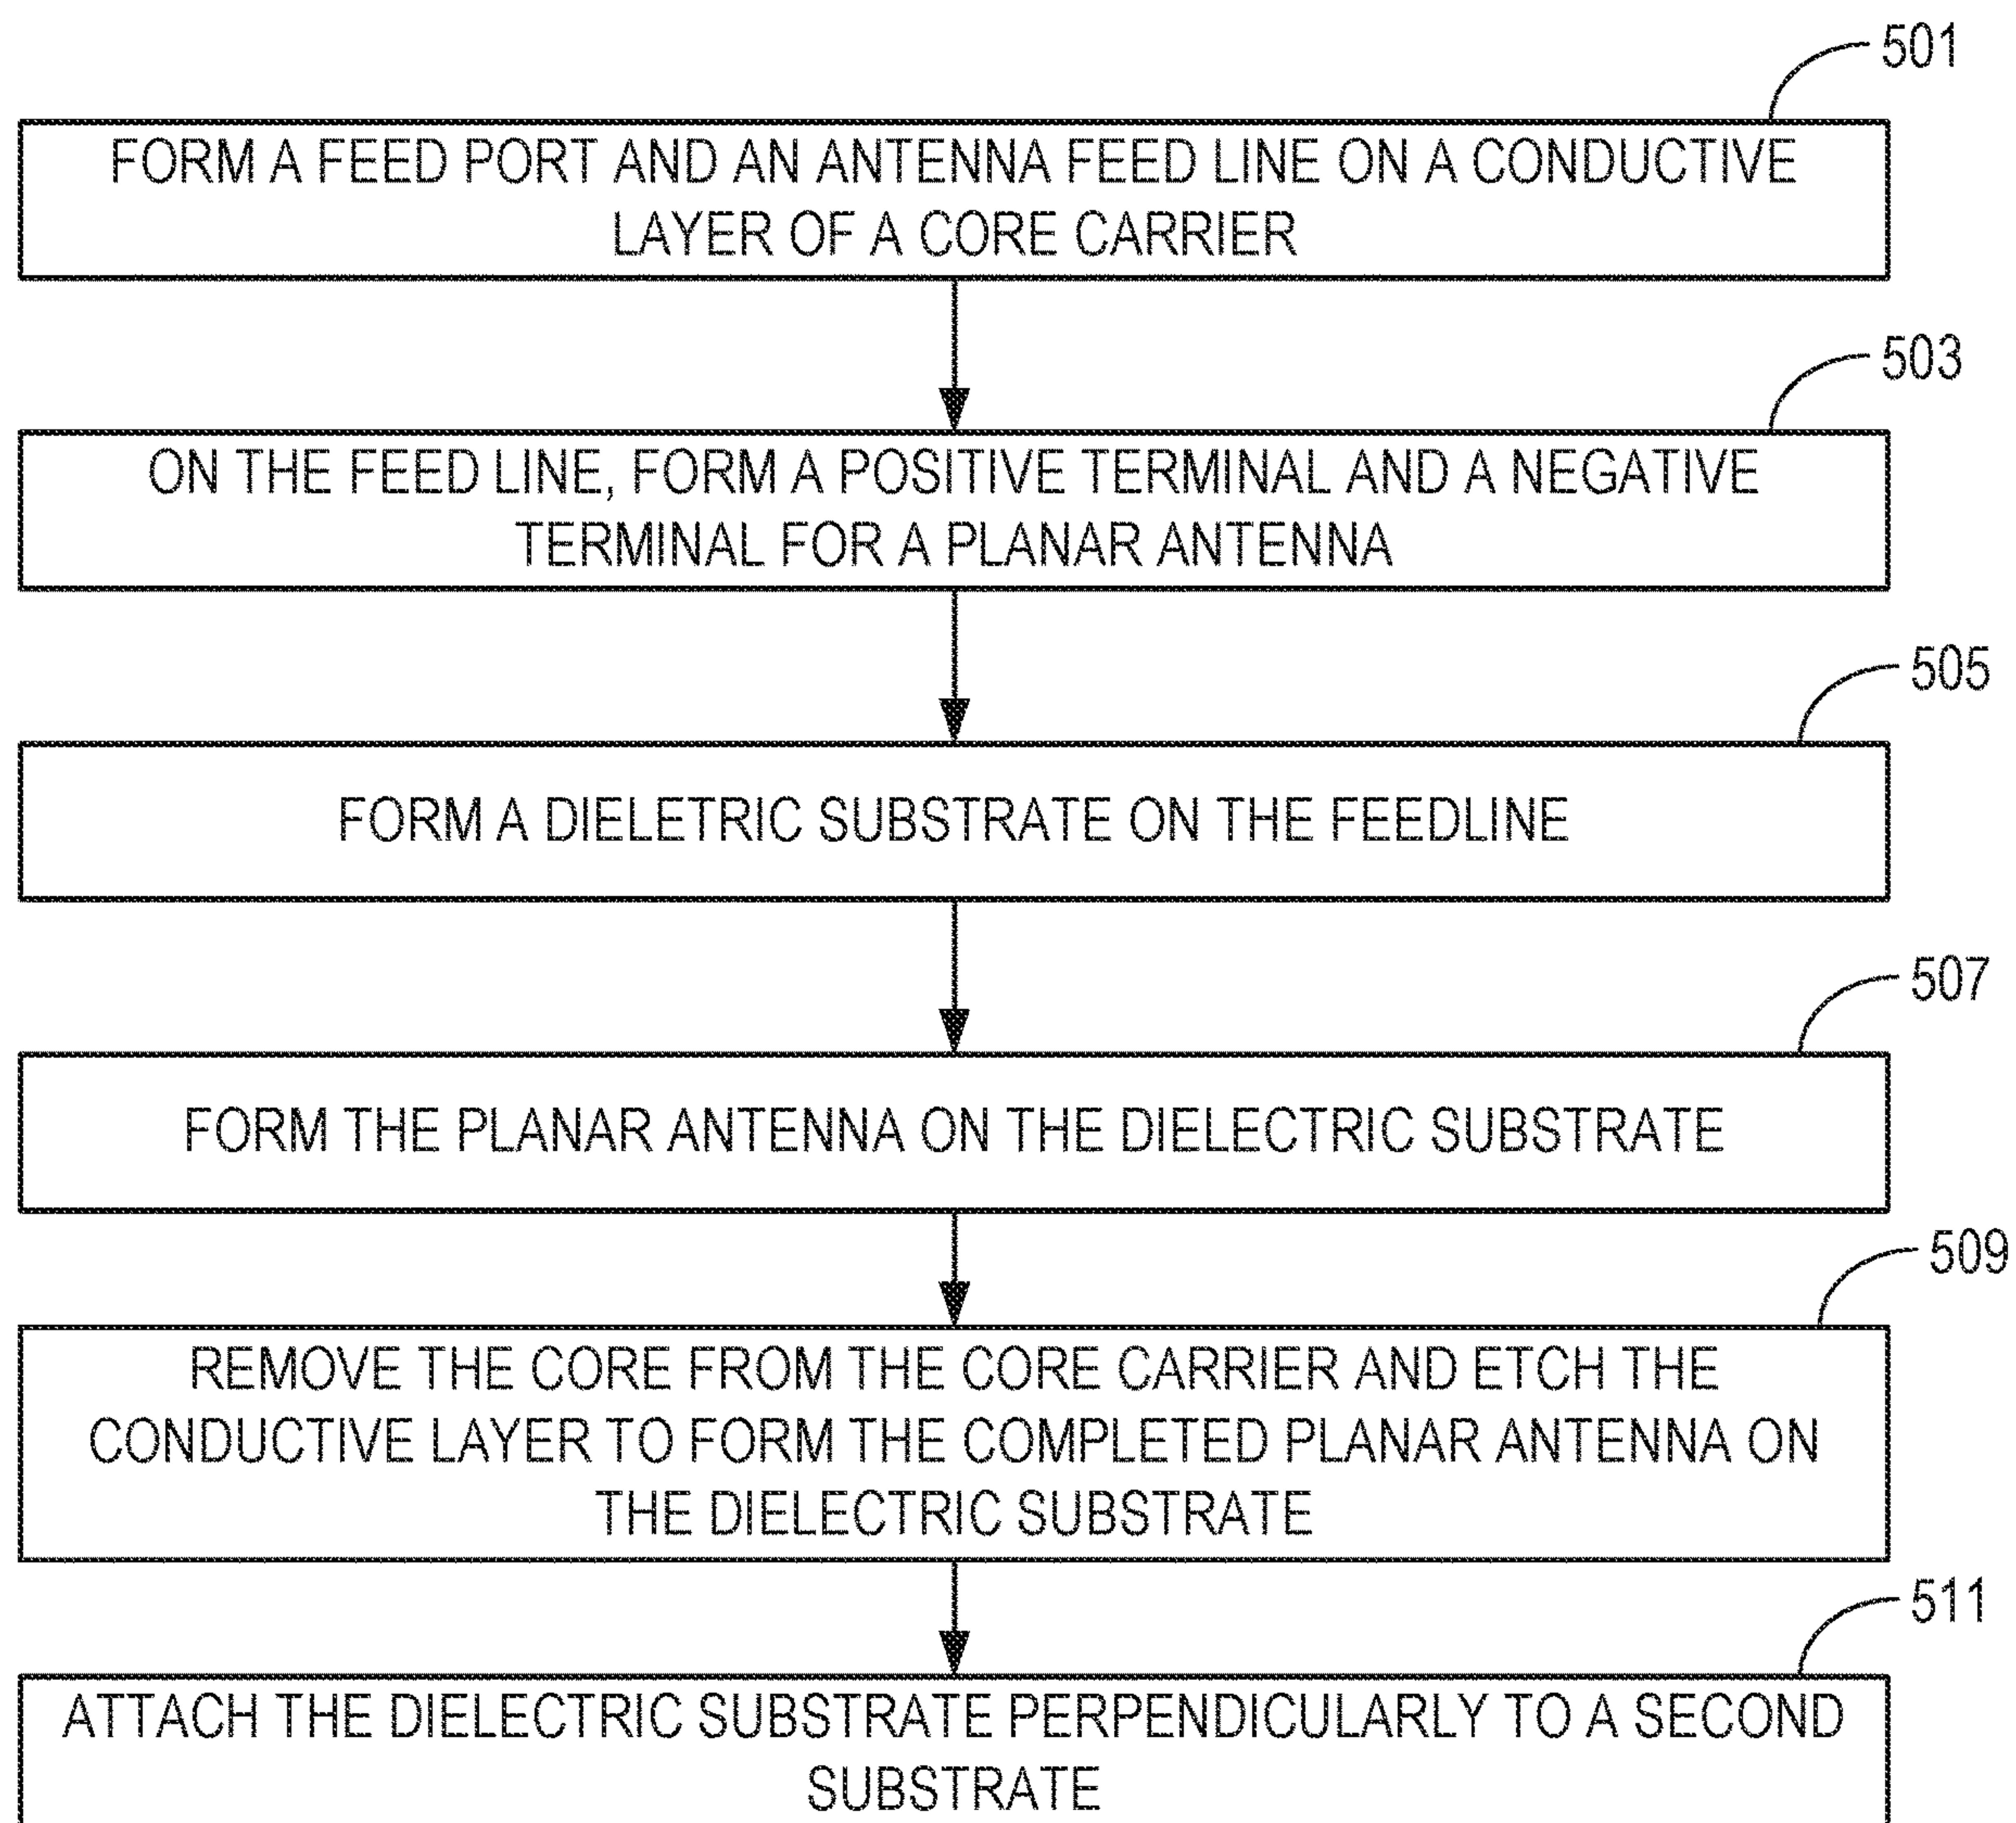 501
FORM A FEED PORT AND AN ANTENNA FEED LINE ON A CONDUCTIVE
LAYER OF A CORE CARRIER
503
ON THE FEED LINE, FORM A POSITIVE TERMINAL AND A NEGATIVE
TERMINAL FOR A PLANAR ANTENNA
505
FORM A DIELETRIC SUBSTRATE ON THE FEEDLINE
507
FORM THE PLANAR ANTENNA ON THE DIELECTRIC SUBSTRATE
509
REMOVE THE CORE FROM THE CORE CARRIER AND ETCH THE
CONDUCTIVE LAYER TO FORM THE COMPLETED PLANAR ANTENNA ON
THE DIELECTRIC SUBSTRATE
511
ATTACH THE DIELECTRIC SUBSTRATE PERPENDICULARLY TO A SECOND
SUBSTRATE